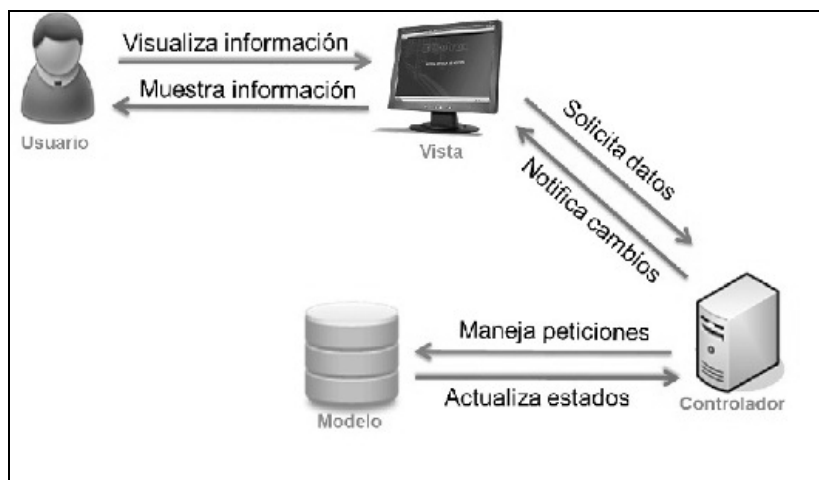 Visualiza información
Muestra información
Usuario
Vista
Solicita datos
Notifica cambios
Maneja peticiones
Actualiza estados
Modelo
Controlador